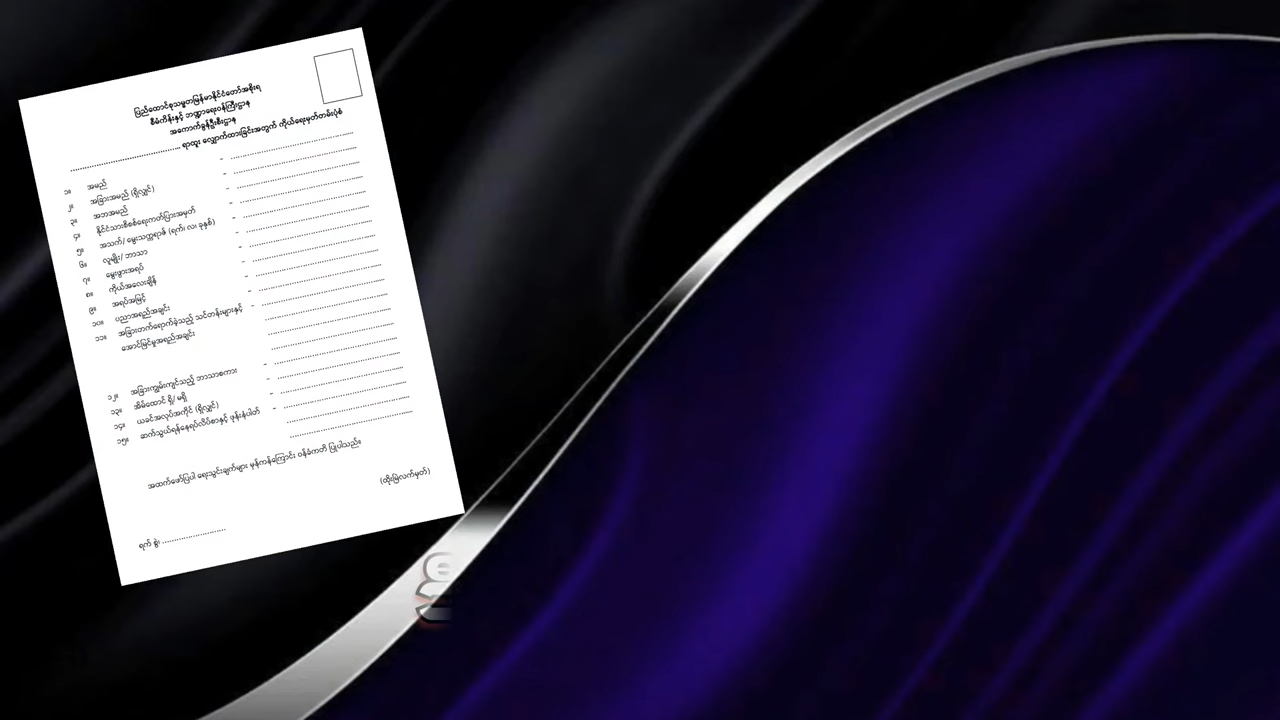 ပြည်ထောင်စုသမ္မတမြန်မာနိုင်ငံတော်အစိုးရ
စီမံကိန်းနှင့် ဘဏ္ဍာရေးဝန်ကြီးဌာန
အကောက်ခွန်ဦးစီးဌာန
........................................ ရာထူး လျှောက်ထားခြင်းအတွက် ကိုယ်ရေးမှတ်တမ်းပုံစံ
၁။ အမည် - ........................................
၂။ အခြားအမည် (ရှိလျှင်) - ........................................
၃။ အဘအမည် - ........................................
၄။ နိုင်ငံသားစိစစ်ရေးကတ်ပြားအမှတ် - ........................................
၅။ အသက်/ မွေးသက္ကရာဇ် (ရက်၊ လ၊ ခုနှစ်) - ........................................
၆။ လူမျိုး/ ဘာသာ - ........................................
၇။ မွေးဖွားအရပ် - ........................................
၈။ ကိုယ်အလေးချိန် - ........................................
၉။ အရပ်အမြင့် - ........................................
၁၀။ ပညာအရည်အချင်း - ........................................
၁၁။ အခြားတက်ရောက်ခဲ့သည့် သင်တန်းများနှင့် - ........................................
အောင်မြင်မှုအရည်အချင်း ........................................
၁၂။ အခြားကျွမ်းကျင်သည့် ဘာသာစကား - ........................................
၁၃။ အိမ်ထောင် ရှိ/ မရှိ - ........................................
၁၄။ ယခင်အလုပ်အကိုင် (ရှိလျှင်) - ........................................
၁၅။ ဆက်သွယ်ရန်နေရပ်လိပ်စာနှင့် ဖုန်းနံပါတ် - ........................................
အထက်ဖော်ပြပါ ရေးသွင်းချက်များ မှန်ကန်ကြောင်း ဝန်ခံကတိ ပြုပါသည်။
(ထိုးမြဲလက်မှတ်)
ရက် စွဲ၊ ........................